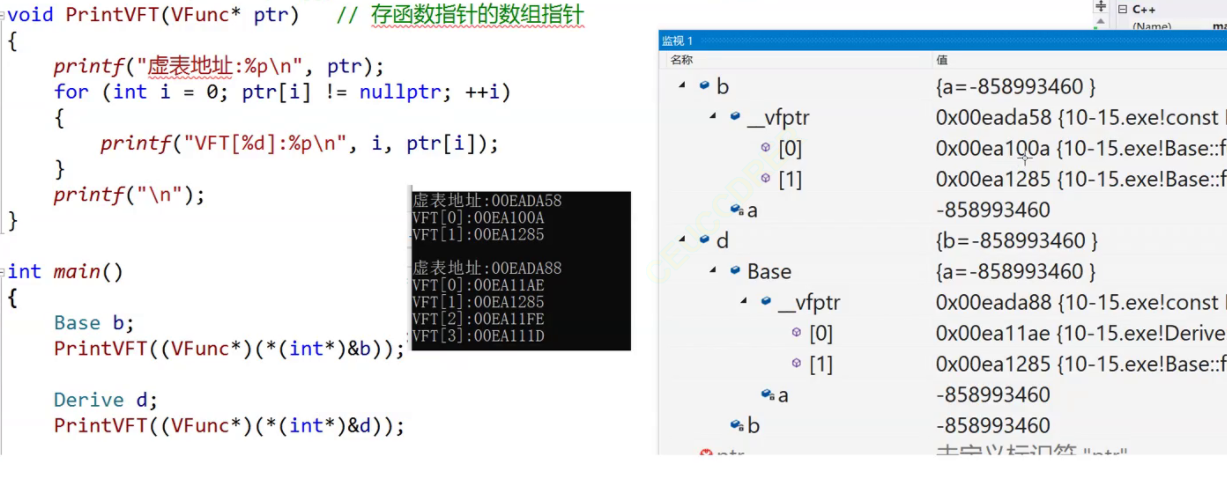 void PrintVFT(VFunc* ptr)   // 存函数指针的数组指针
{
    printf("虚表地址:%p\n", ptr);
    for (int i = 0; ptr[i] != nullptr; ++i)
    {
        printf("VFT[%d]:%p\n", i, ptr[i]);
    }
    printf("\n");
}
int main()
{
    Base b;
    PrintVFT((VFunc*)(*(int*)&b));
    Derive d;
    PrintVFT((VFunc*)(*(int*)&d));
虚表地址:00EADA58
VFT[0]:00EA100A
VFT[1]:00EA1285
虚表地址:00EADA88
VFT[0]:00EA11AE
VFT[1]:00EA1285
VFT[2]:00EA11FE
VFT[3]:00EA111D
C++
(Name)
监视 1
名称 值
b {a=-858993460 }
__vfptr 0x00eada58 {10-15.exe!const
[0] 0x00ea100a {10-15.exe!Base::f
[1] 0x00ea1285 {10-15.exe!Base::f
a -858993460
d {b=-858993460 }
Base {a=-858993460 }
__vfptr 0x00eada88 {10-15.exe!const
[0] 0x00ea11ae {10-15.exe!Derive
[1] 0x00ea1285 {10-15.exe!Base::f
a -858993460
b -858993460
ptr 未定义标识符 "ptr"